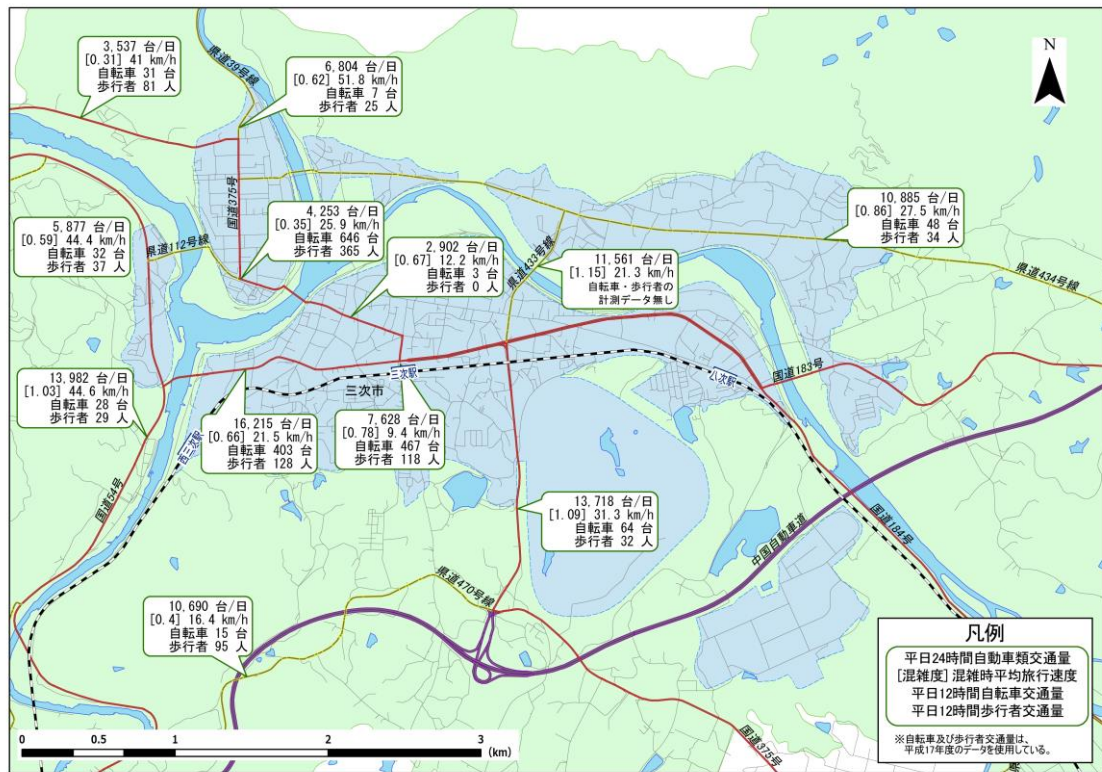 3,537 台/日
[0.31] 41 km/h
自転車 31 台
歩行者 81 人
県道39号線
6,804 台/日
[0.62] 51.8 km/h
自転車 7 台
歩行者 25 人
N
国道375号
5,877 台/日
[0.59] 44.4 km/h
自転車 32 台
歩行者 37 人
県道112号線
4,253 台/日
[0.35] 25.9 km/h
自転車 646 台
歩行者 365 人
2,902 台/日
[0.67] 12.2 km/h
自転車 3 台
歩行者 0 人
県道433号線
11,561 台/日
[1.15] 21.3 km/h
自転車・歩行者の
計測データ無し
10,885 台/日
[0.86] 27.5 km/h
自転車 48 台
歩行者 34 人
県道434号線
13,982 台/日
[1.03] 44.6 km/h
自転車 28 台
歩行者 29 人
三次駅
三次市
八次駅
国道183号
16,215 台/日
[0.66] 21.5 km/h
自転車 403 台
歩行者 128 人
7,628 台/日
[0.78] 9.4 km/h
自転車 467 台
歩行者 118 人
西三次駅
国道54号
13,718 台/日
[1.09] 31.3 km/h
自転車 64 台
歩行者 32 人
中国自動車道
国道184号
県道470号線
10,690 台/日
[0.4] 16.4 km/h
自転車 15 台
歩行者 95 人
国道375号
凡例
平日24時間自動車類交通量
[混雑度] 混雑時平均旅行速度
平日12時間自転車交通量
平日12時間歩行者交通量
※自転車及び歩行者交通量は、
平成17年度のデータを使用している。
0 0.5 1 2 3
(km)